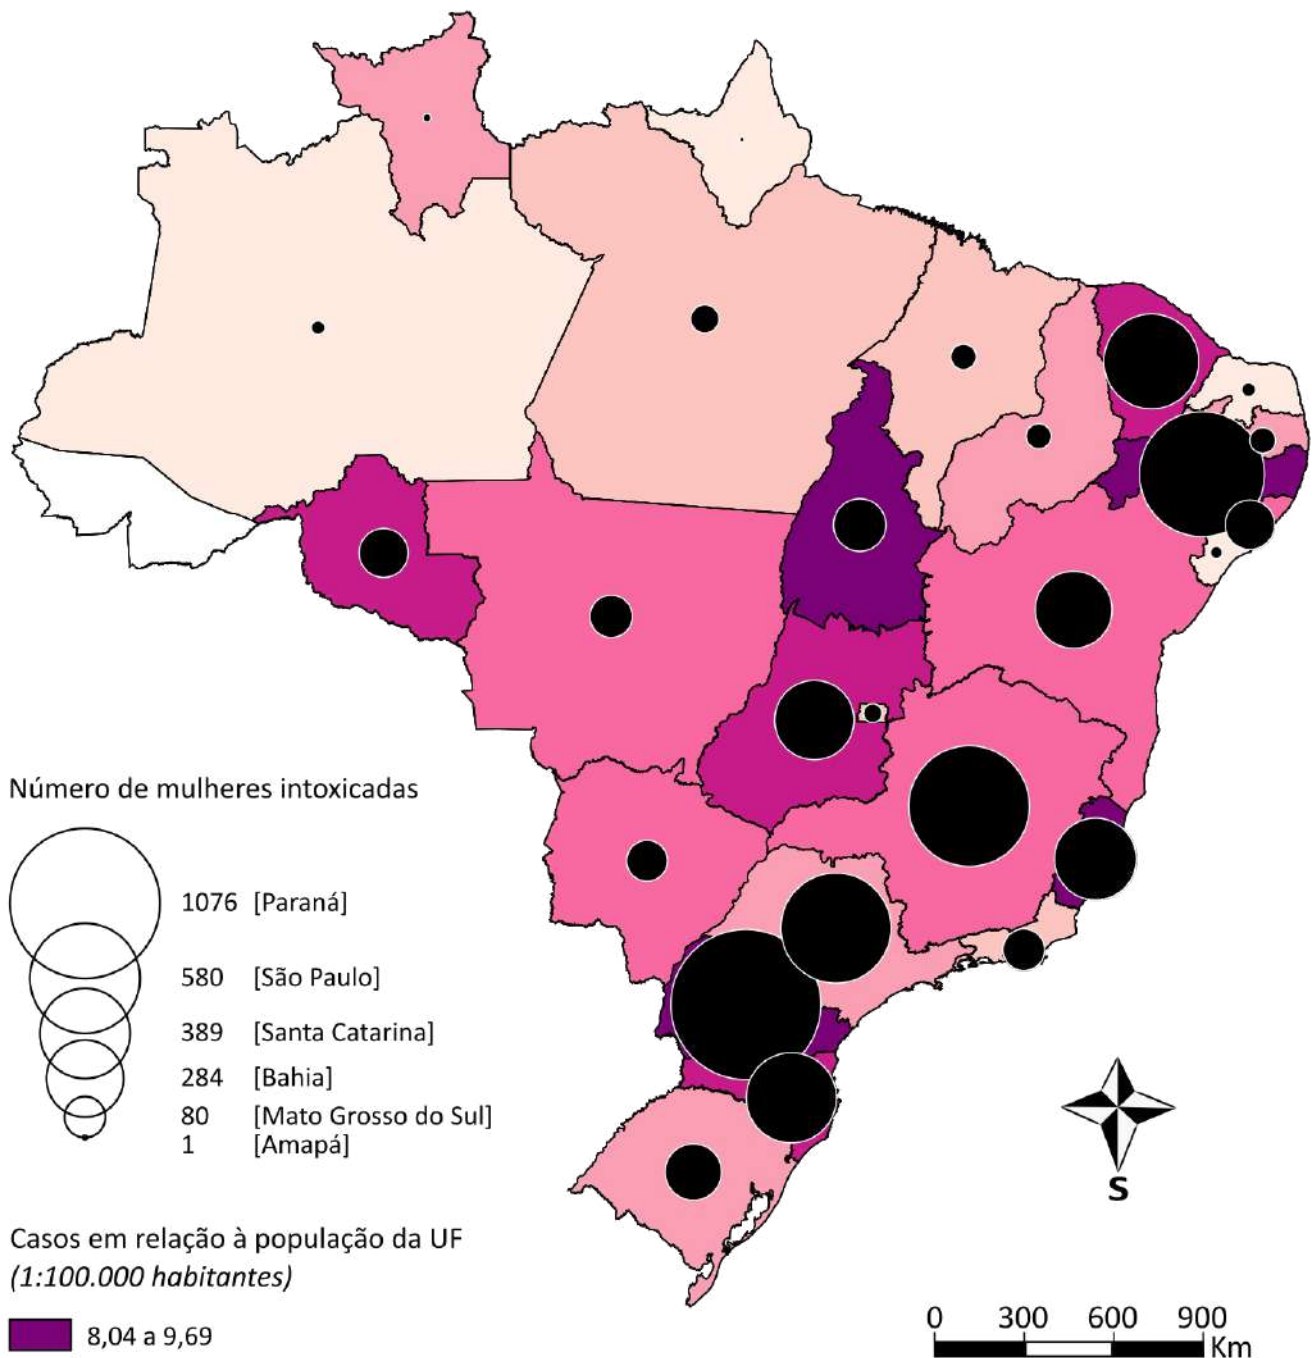 Número de mulheres intoxicadas
1076 [Paraná]
580 [São Paulo]
389 [Santa Catarina]
284 [Bahia]
80 [Mato Grosso do Sul]
1 [Amapá]
S
Casos em relação à população da UF
(1:100.000 habitantes)
8,04 a 9,69
0 300 600 900
Km